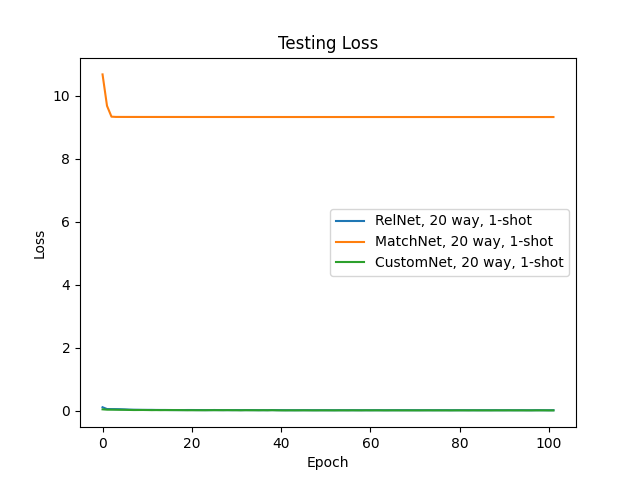 Testing Loss
Loss
10
8
6
4
2
0
RelNet, 20 way, 1-shot
MatchNet, 20 way, 1-shot
CustomNet, 20 way, 1-shot
0 20 40 60 80 100
Epoch